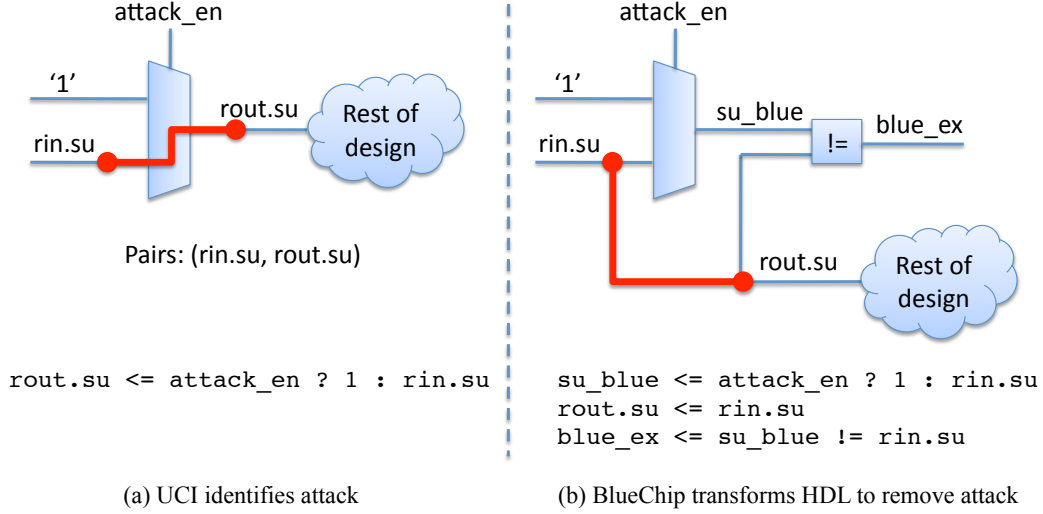 attack_en
'1'
rin.su
rout.su
Rest of
design
Pairs: (rin.su, rout.su)
rout.su <= attack_en ? 1 : rin.su
(a) UCI identifies attack
attack_en
'1'
rin.su
su_blue
!=
blue_ex
rout.su
Rest of
design
su_blue <= attack_en ? 1 : rin.su
rout.su <= rin.su
blue_ex <= su_blue != rin.su
(b) BlueChip transforms HDL to remove attack